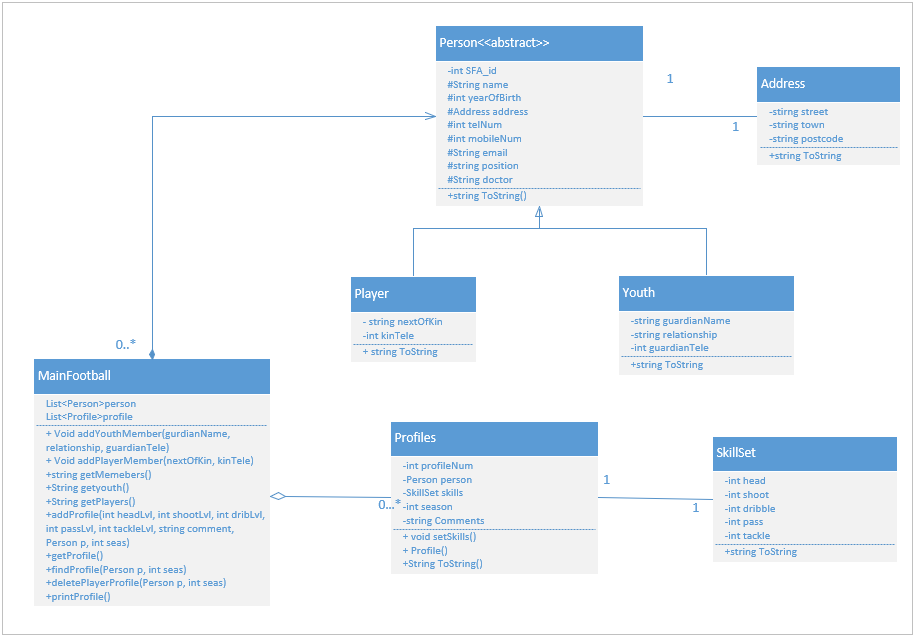 Person<<abstract>>
-int SFA_id
#String name
#int yearOfBirth
#Address address
#int telNum
#int mobileNum
#String email
#string position
#String doctor
+string ToString()
1
1
Address
-stirng street
-string town
-string postcode
+string ToString
Player
- string nextOfKin
-int kinTele
+ string ToString
Youth
-string guardianName
-string relationship
-int guardianTele
+string ToString
0..*
MainFootball
List<Person>person
List<Profile>profile
+ Void addYouthMember(gurdianName,
relationship, guardianTele)
+ Void addPlayerMember(nextOfKin, kinTele)
+string getMemebers()
+String getyouth()
+String getPlayers()
+addProfile(int headLvl, int shootLvl, int dribLvl,
int passLvl, int tackleLvl, string comment,
Person p, int seas)
+getProfile()
+findProfile(Person p, int seas)
+deletePlayerProfile(Person p, int seas)
+printProfile()
0...*
Profiles
-int profileNum
-Person person
-SkillSet skills
-int season
-string Comments
+ void setSkills()
+ Profile()
+String ToString()
1
1
SkillSet
-int head
-int shoot
-int dribble
-int pass
-int tackle
+string ToString